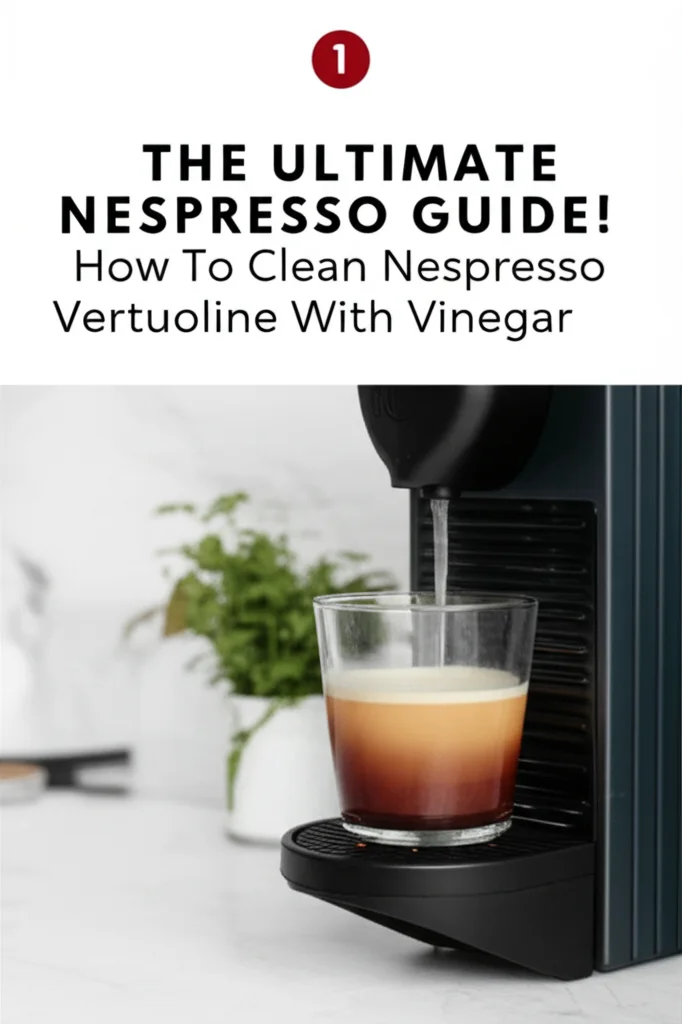 1
THE ULTIMATE
NESPRESSO GUIDE!
How To Clean Nespresso
Vertuoline With Vinegar